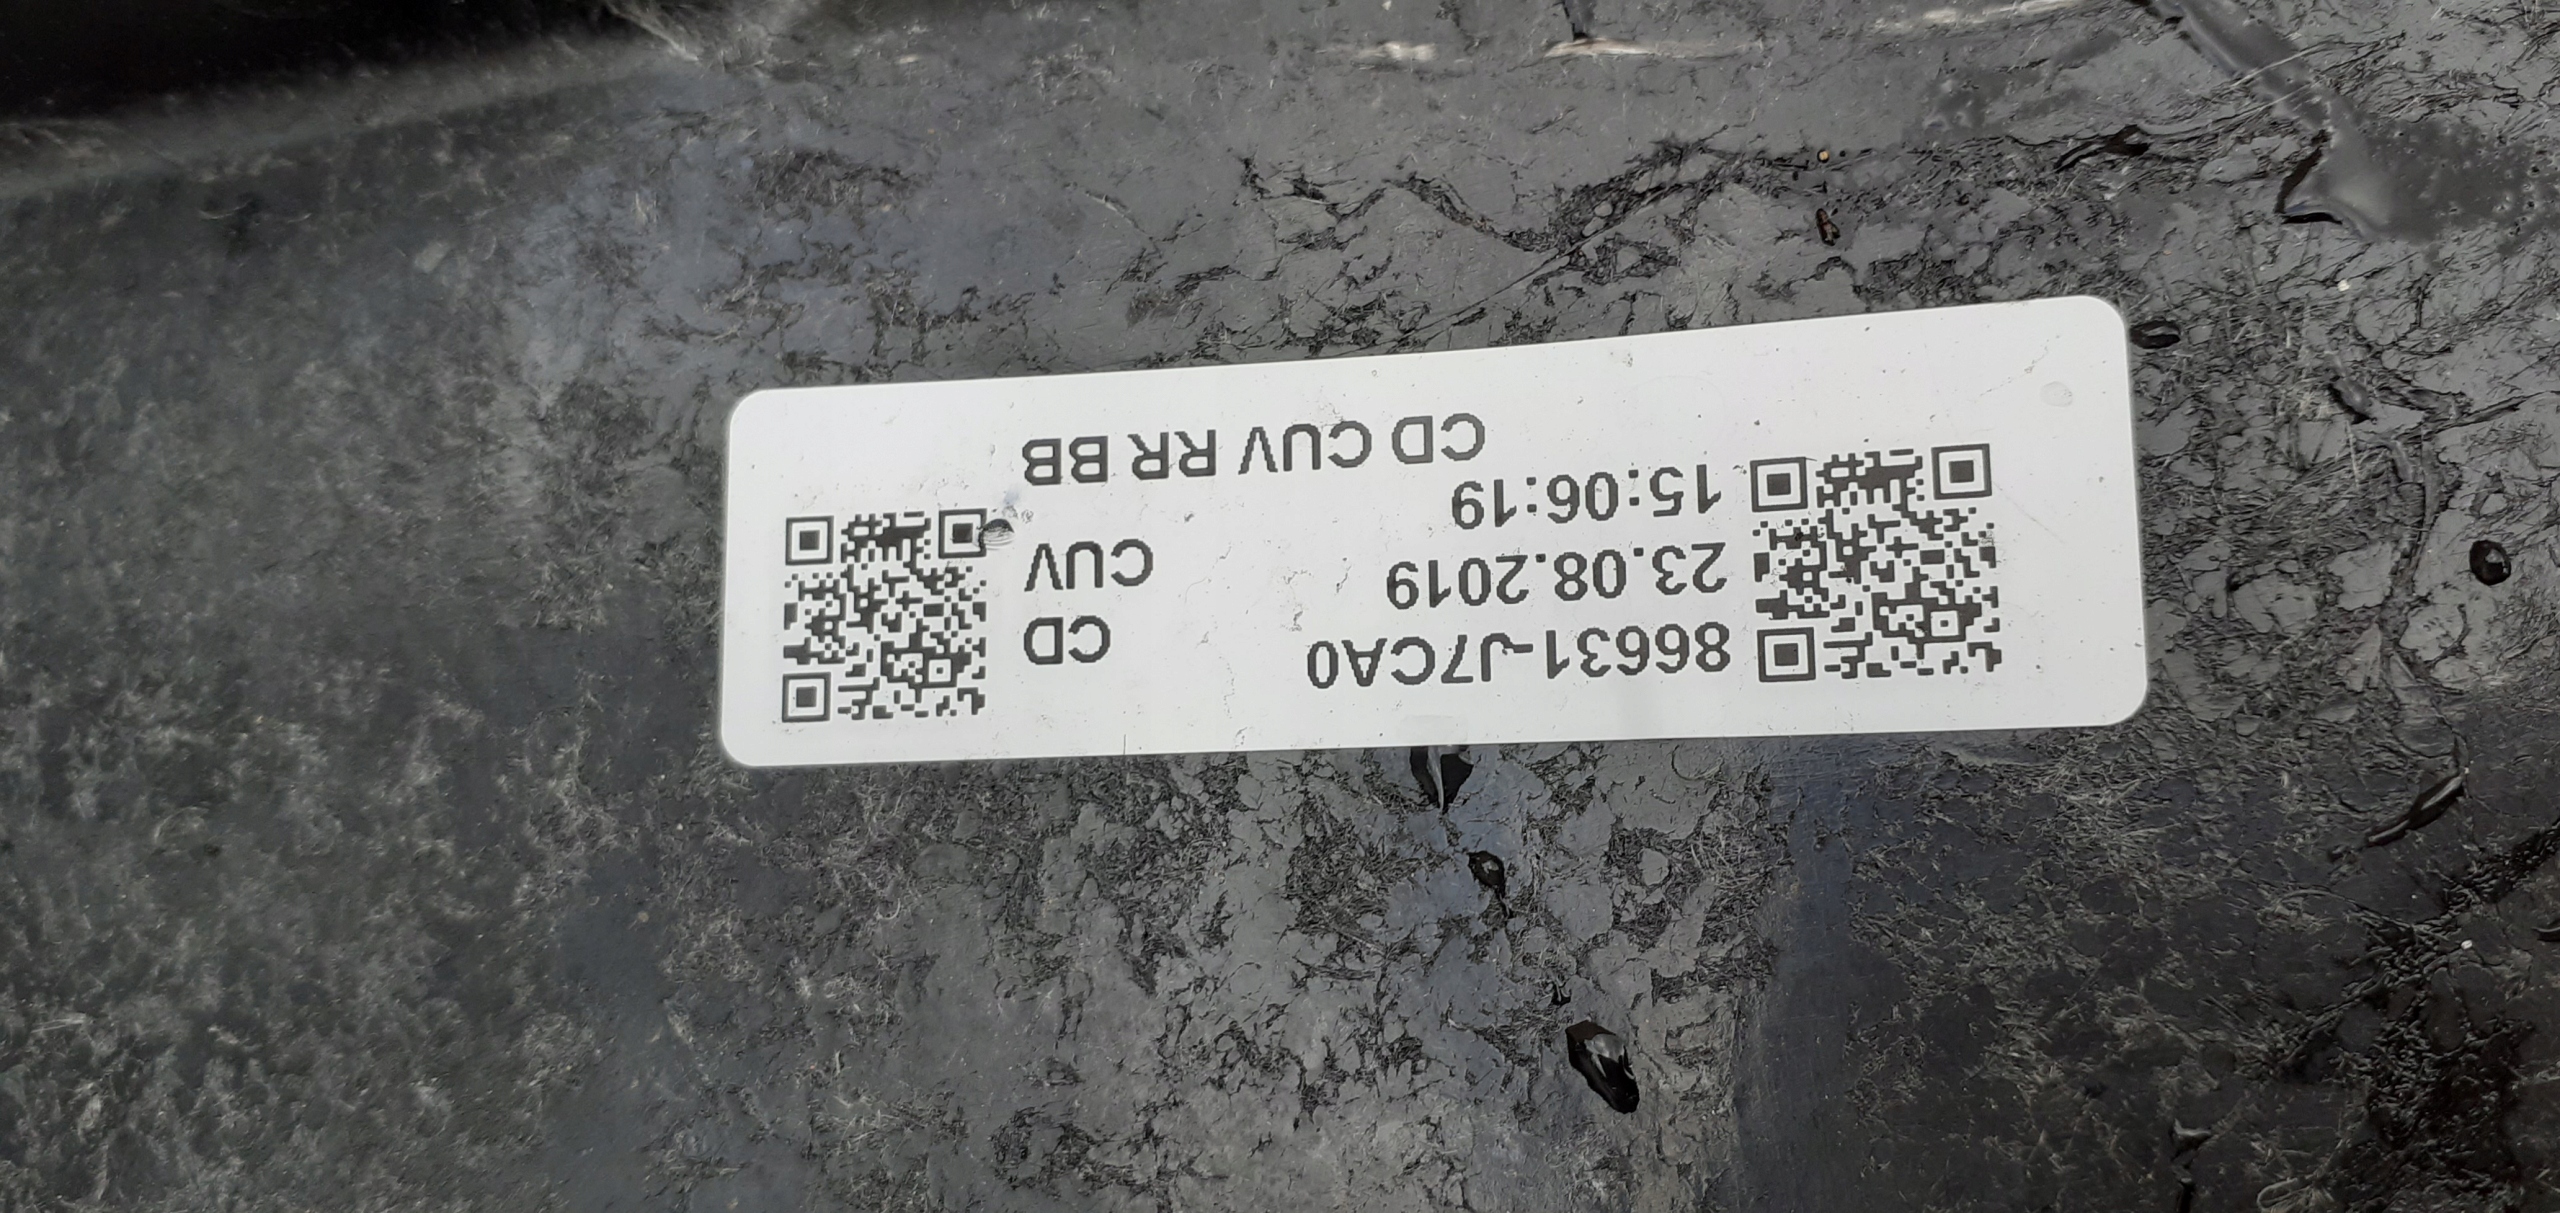 86631-J7CA0
CD
23.08.2019
CUV
15:06:19
CD CUV RR BB